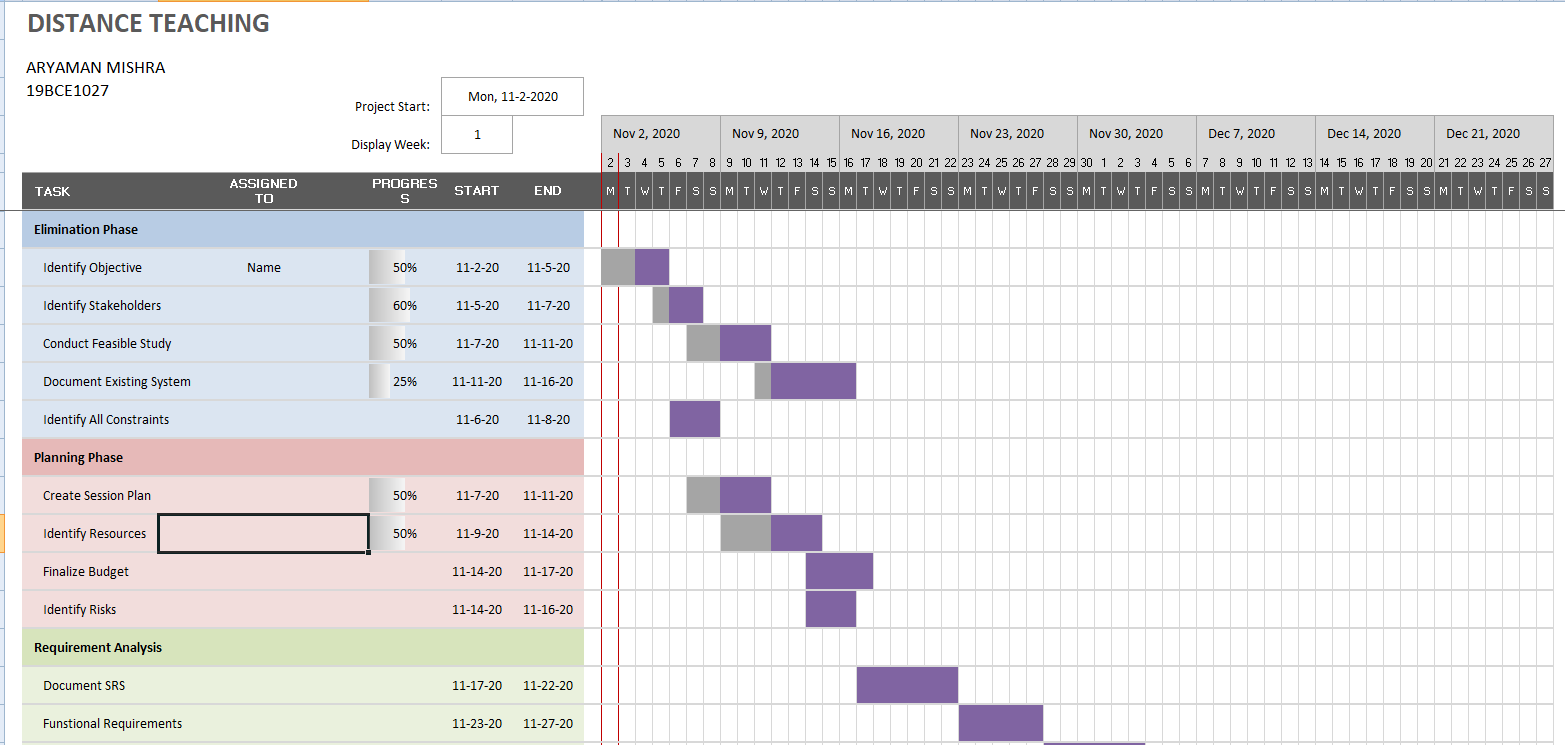 DISTANCE TEACHING
ARYAMAN MISHRA
19BCE1027
Project Start: Mon, 11-2-2020
Display Week: 1
Nov 2, 2020 Nov 9, 2020 Nov 16, 2020 Nov 23, 2020 Nov 30, 2020 Dec 7, 2020 Dec 14, 2020 Dec 21, 2020
2 3 4 5 6 7 8 9 10 11 12 13 14 15 16 17 18 19 20 21 22 23 24 25 26 27 28 29 30 1 2 3 4 5 6 7 8 9 10 11 12 13 14 15 16 17 18 19 20 21 22 23 24 25 26 27
TASK ASSIGNED TO PROGRESS START END M T W T F S S M T W T F S S M T W T F S S M T W T F S S M T W T F S S M T W T F S S M T W T F S S M T W T F S S
Elimination Phase
Identify Objective Name 50% 11-2-20 11-5-20
Identify Stakeholders 60% 11-5-20 11-7-20
Conduct Feasible Study 50% 11-7-20 11-11-20
Document Existing System 25% 11-11-20 11-16-20
Identify All Constraints 11-6-20 11-8-20
Planning Phase
Create Session Plan 50% 11-7-20 11-11-20
Identify Resources 50% 11-9-20 11-14-20
Finalize Budget 11-14-20 11-17-20
Identify Risks 11-14-20 11-16-20
Requirement Analysis
Document SRS 11-17-20 11-22-20
Funstional Requirements 11-23-20 11-27-20